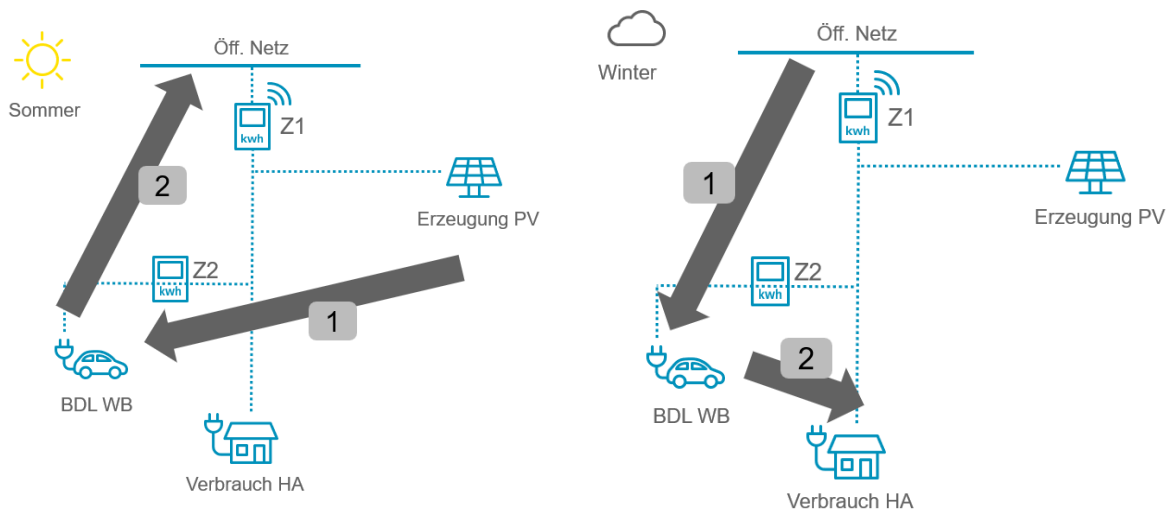 Öff. Netz
Sommer
Z1
kwh
2
Erzeugung PV
Z2
kwh
1
BDL WB
Verbrauch HA
Öff. Netz
Winter
Z1
kwh
1
Erzeugung PV
Z2
kwh
2
BDL WB
Verbrauch HA